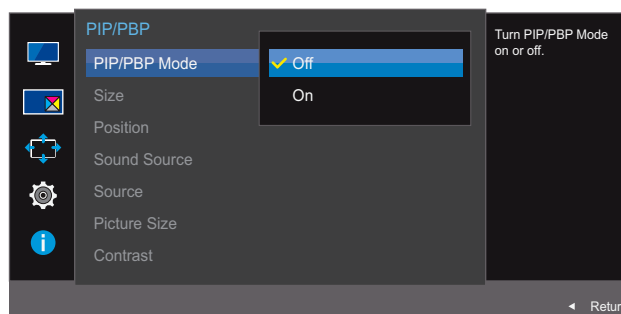 PIP/PBP
PIP/PBP Mode
Off
On
Size
Position
Sound Source
Source
Picture Size
Contrast
Turn PIP/PBP Mode
on or off.
Retur